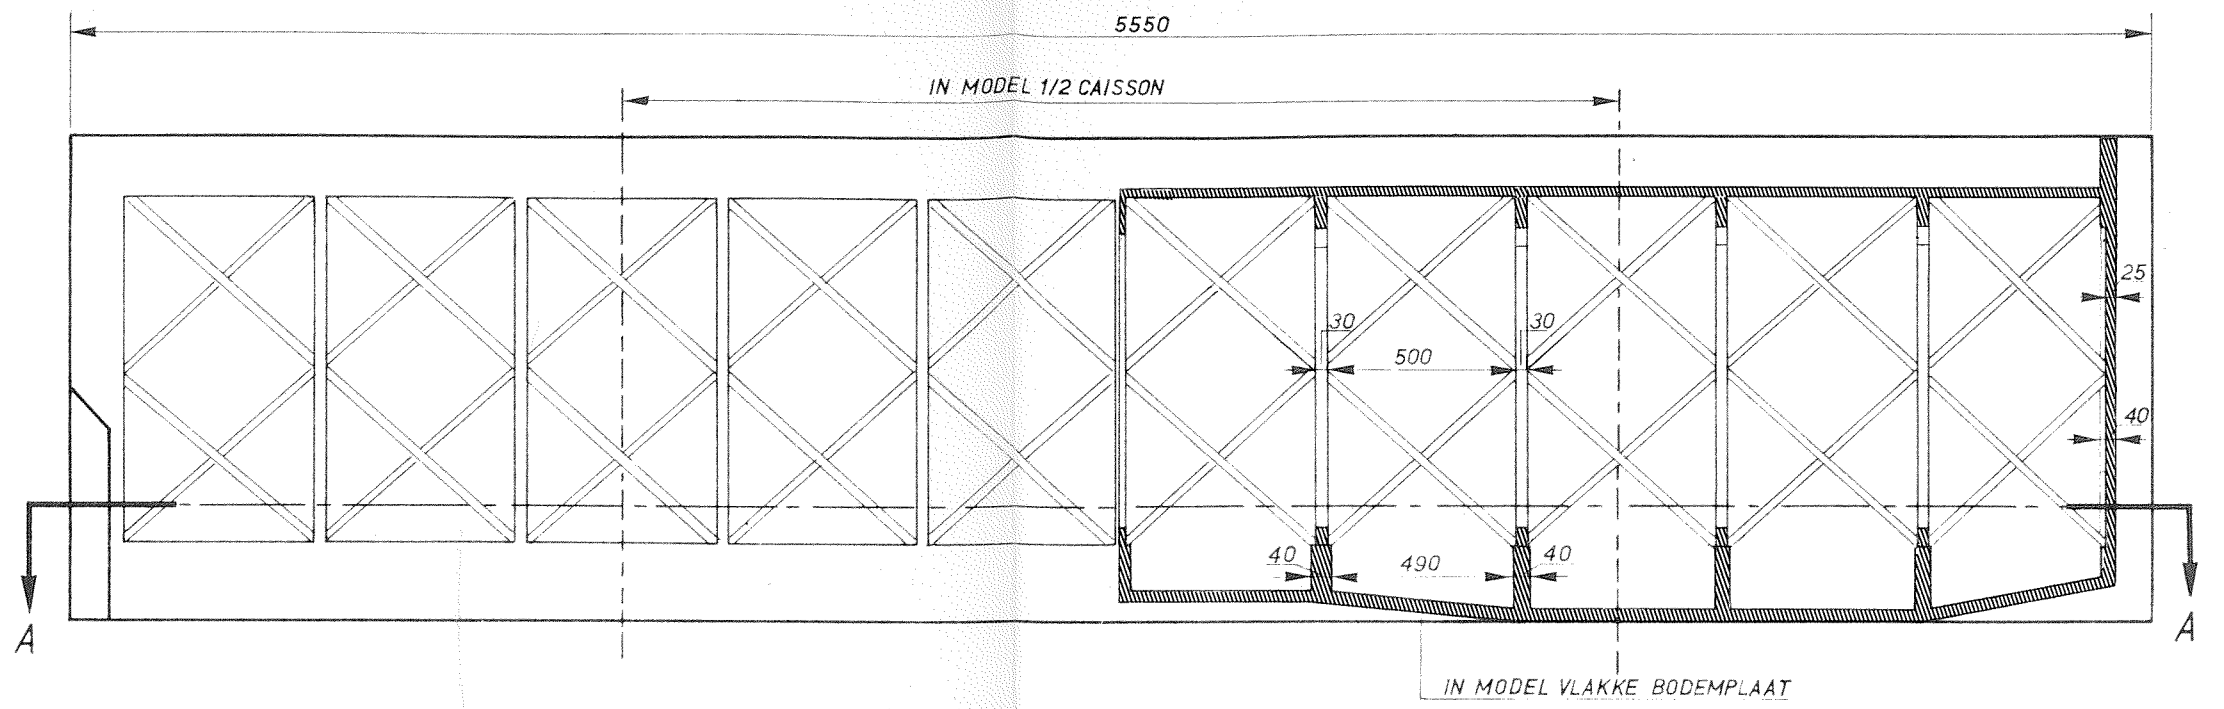 5550
IN MODEL 1/2 CAISSON
25
30
30
500
40
40
490
40
A
A
IN MODEL VLAKKE BODEMPLAAT